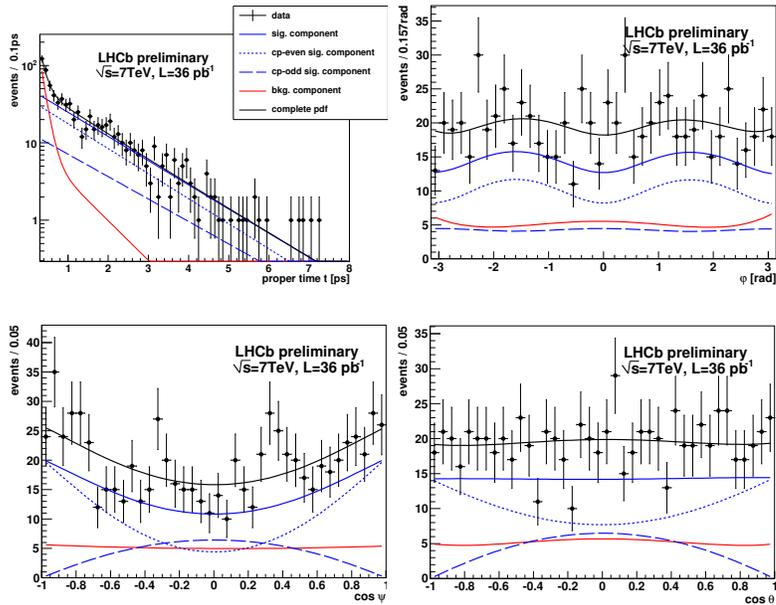 data
sig. component
cp-even sig. component
cp-odd sig. component
bkg. component
complete pdf
events / 0.1ps
LHCb preliminary
√s=7TeV, L=36 pb-1
10²
10
1
1 2 3 4 5 6 7 8
proper time t [ps]
events / 0.157rad
LHCb preliminary
√s=7TeV, L=36 pb-1
35
30
25
20
15
10
5
0
-3 -2 -1 0 1 2 3
φ [rad]
events / 0.05
LHCb preliminary
√s=7TeV, L=36 pb-1
40
35
30
25
20
15
10
5
0
-1 -0.8 -0.6 -0.4 -0.2 0 0.2 0.4 0.6 0.8 1
cos ψ
events / 0.05
LHCb preliminary
√s=7TeV, L=36 pb-1
35
30
25
20
15
10
5
0
-1 -0.8 -0.6 -0.4 -0.2 0 0.2 0.4 0.6 0.8 1
cos θ